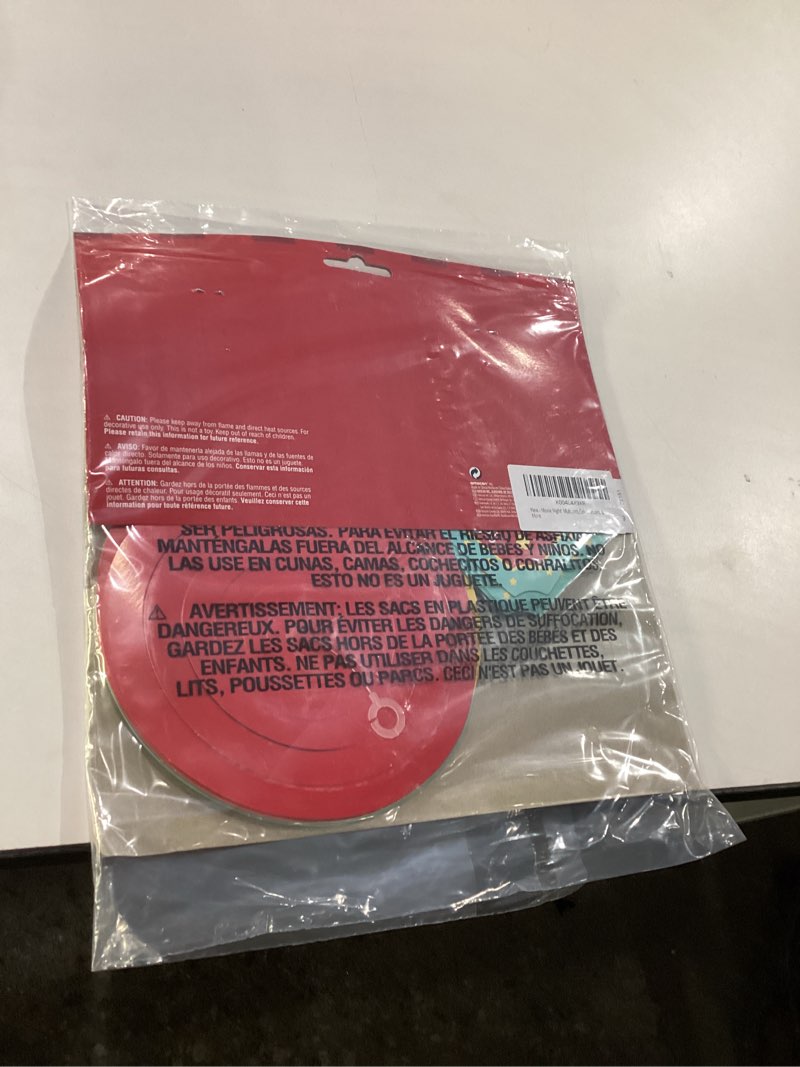 ⚠ CAUTION: Please keep away from flame and direct heat sources. For
decorative use only. This is not a toy. Keep out of reach of children.
Please retain this information for future reference.
⚠ AVISO: Favor de mantenerla alejada de las llamas y de las fuentes de
calor directo. Solamente para uso decorativo. Esto no es un juguete.
Manténgalo fuera del alcance de los niños. Conservar esta información
para futuras consultas.
⚠ ATTENTION: Gardez hors de la portée des flammes et des sources
directes de chaleur. Pour usage décoratif seulement. Ceci n'est pas un
jouet. Gardez hors de la portée des enfants. Veuillez conserver cette
information pour toute référence future.
New
SER PELIGROSAS. PARA EVITAR EL RIESGO DE ASFIXIA
MANTÉNGALAS FUERA DEL ALCANCE DE BEBÉS Y NIÑOS. NO
LAS USE EN CUNAS, CAMAS, COCHECITOS O CORRALITOS.
ESTO NO ES UN JUGUETE.
⚠ AVERTISSEMENT: LES SACS EN PLASTIQUE PEUVENT ÊTRE
DANGEREUX. POUR ÉVITER LES DANGERS DE SUFFOCATION,
GARDEZ LES SACS HORS DE LA PORTÉE DES BÉBÉS ET DES
ENFANTS. NE PAS UTILISER DANS LES COUCHETTES,
LITS, POUSSETTES OU PARCS. CECI N'EST PAS UN JOUET.